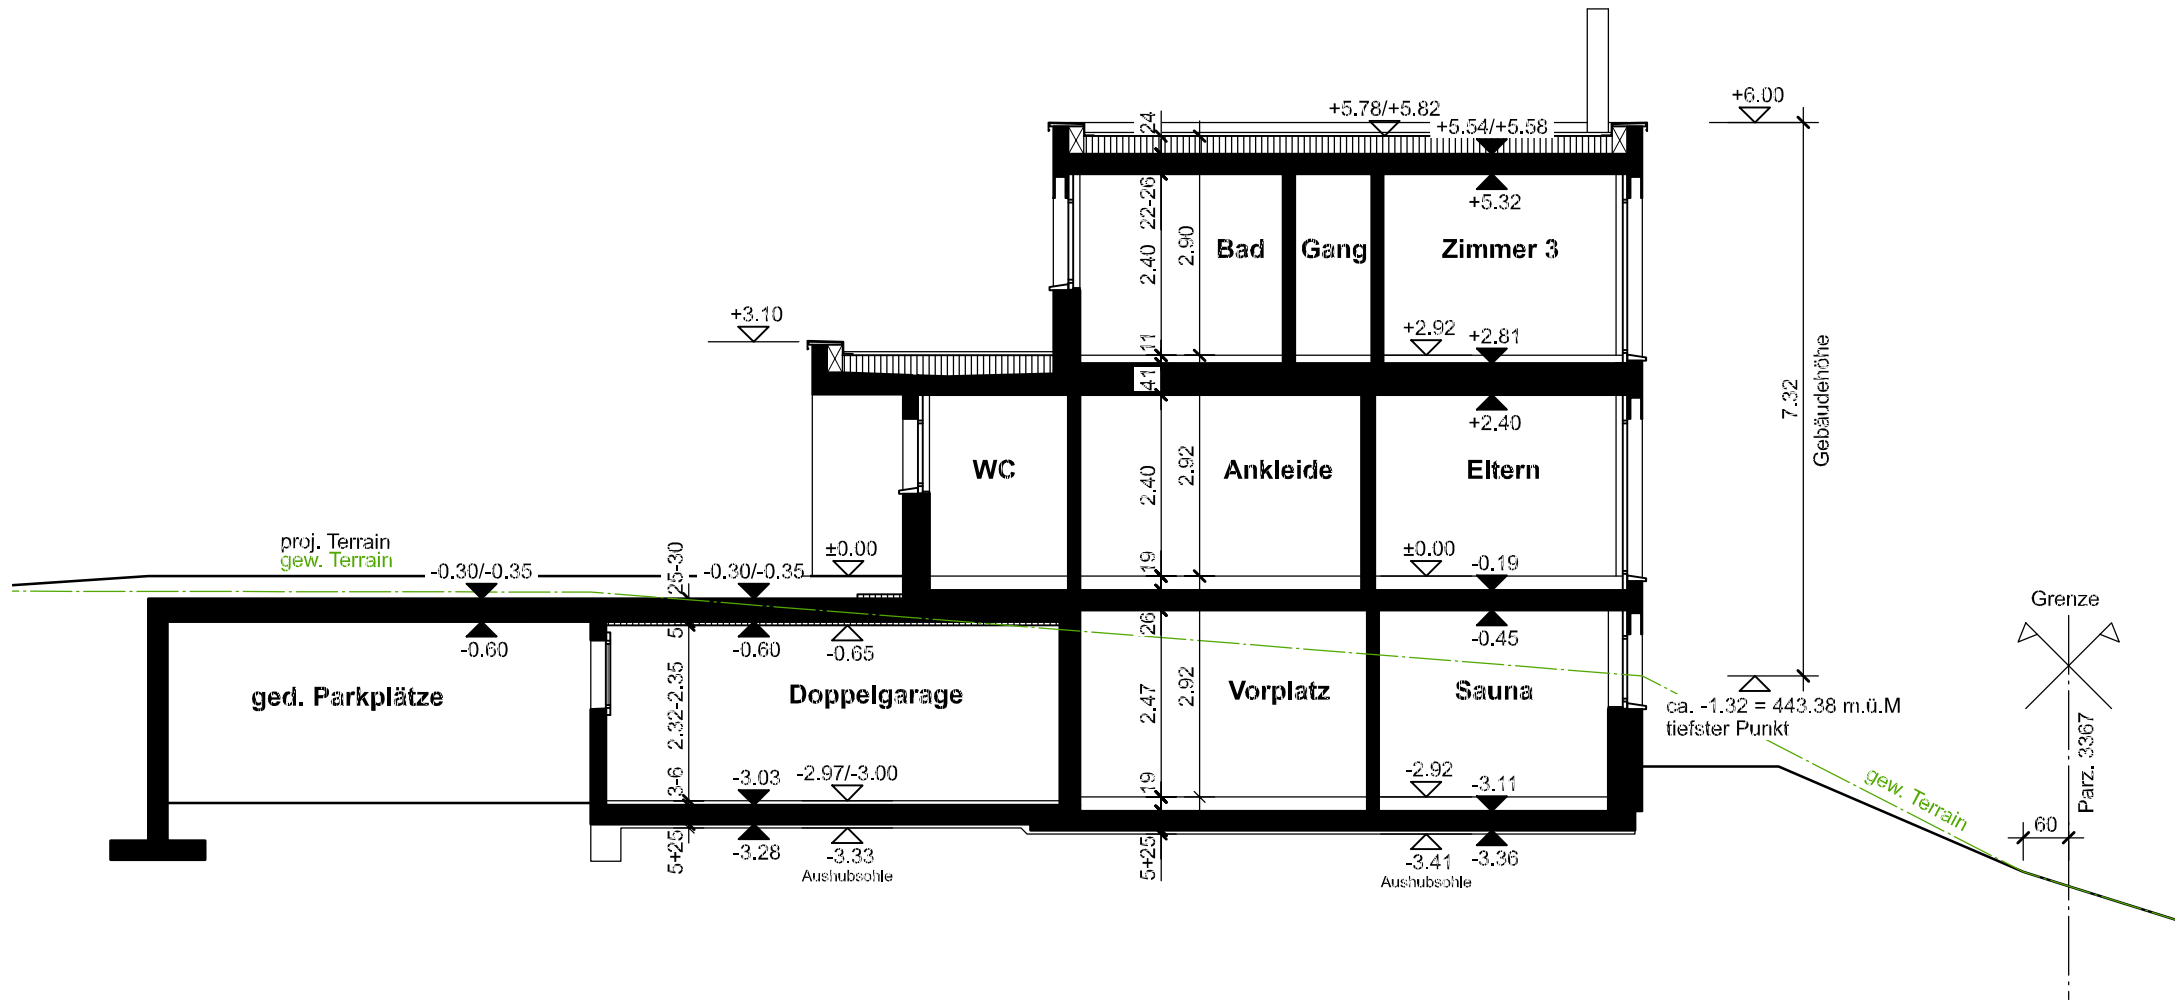 +6.00
+5.78/+5.82
24
+5.54/+5.58
22-26
+5.32
Bad
Gang
Zimmer 3
2.40
2.90
+3.10
+2.92
+2.81
11
41
7.32
Gebäudehöhe
+2.40
WC
Ankleide
Eltern
2.40
2.92
proj. Terrain
gew. Terrain
±0.00
±0.00
-0.30/-0.35
25-30
-0.30/-0.35
19
-0.19
Grenze
5
26
-0.60
-0.60
-0.65
-0.45
ged. Parkplätze
Doppelgarage
Vorplatz
Sauna
2.32-2.35
2.47
2.92
ca. -1.32 = 443.38 m.ü.M
tiefster Punkt
Parz. 3367
3-6
-3.03
-2.97/-3.00
19
-2.92
-3.11
gew. Terrain
60
5+25
-3.28
-3.33
Aushubsohle
5+25
-3.41
-3.36
Aushubsohle